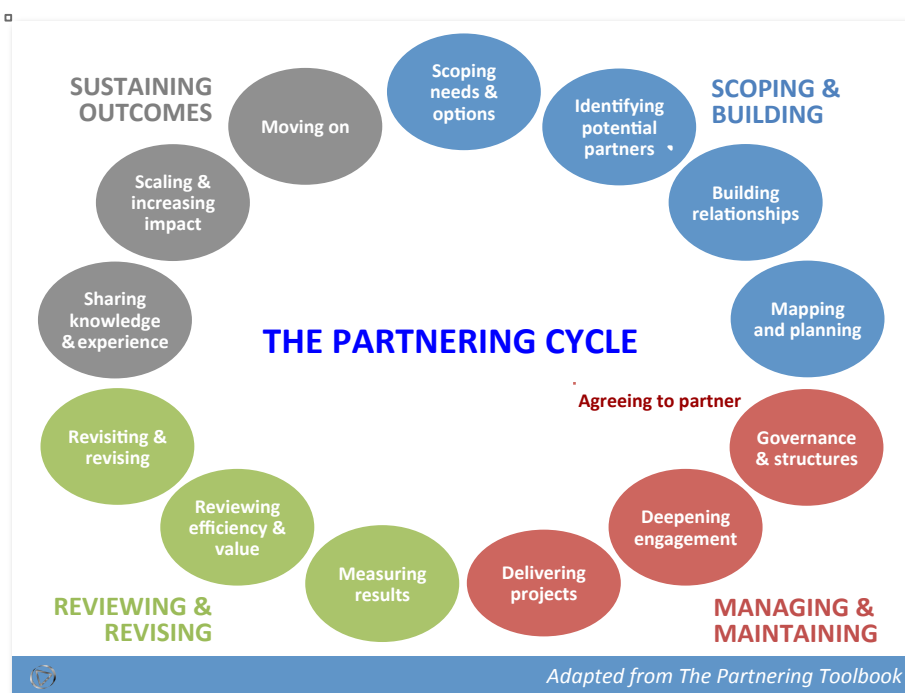 SUSTAINING
OUTCOMES
Moving on
Scoping
needs &
options
Identifying
potential
partners
SCOPING &
BUILDING
Scaling &
increasing
impact
Building
relationships
Sharing
knowledge
& experience
Mapping
and planning
THE PARTNERING CYCLE
Agreeing to partner
Revisiting &
revising
Governance
& structures
Reviewing
efficiency &
value
Deepening
engagement
Measuring
results
Delivering
projects
REVIEWING &
REVISING
MANAGING &
MAINTAINING
Adapted from The Partnering Toolbook